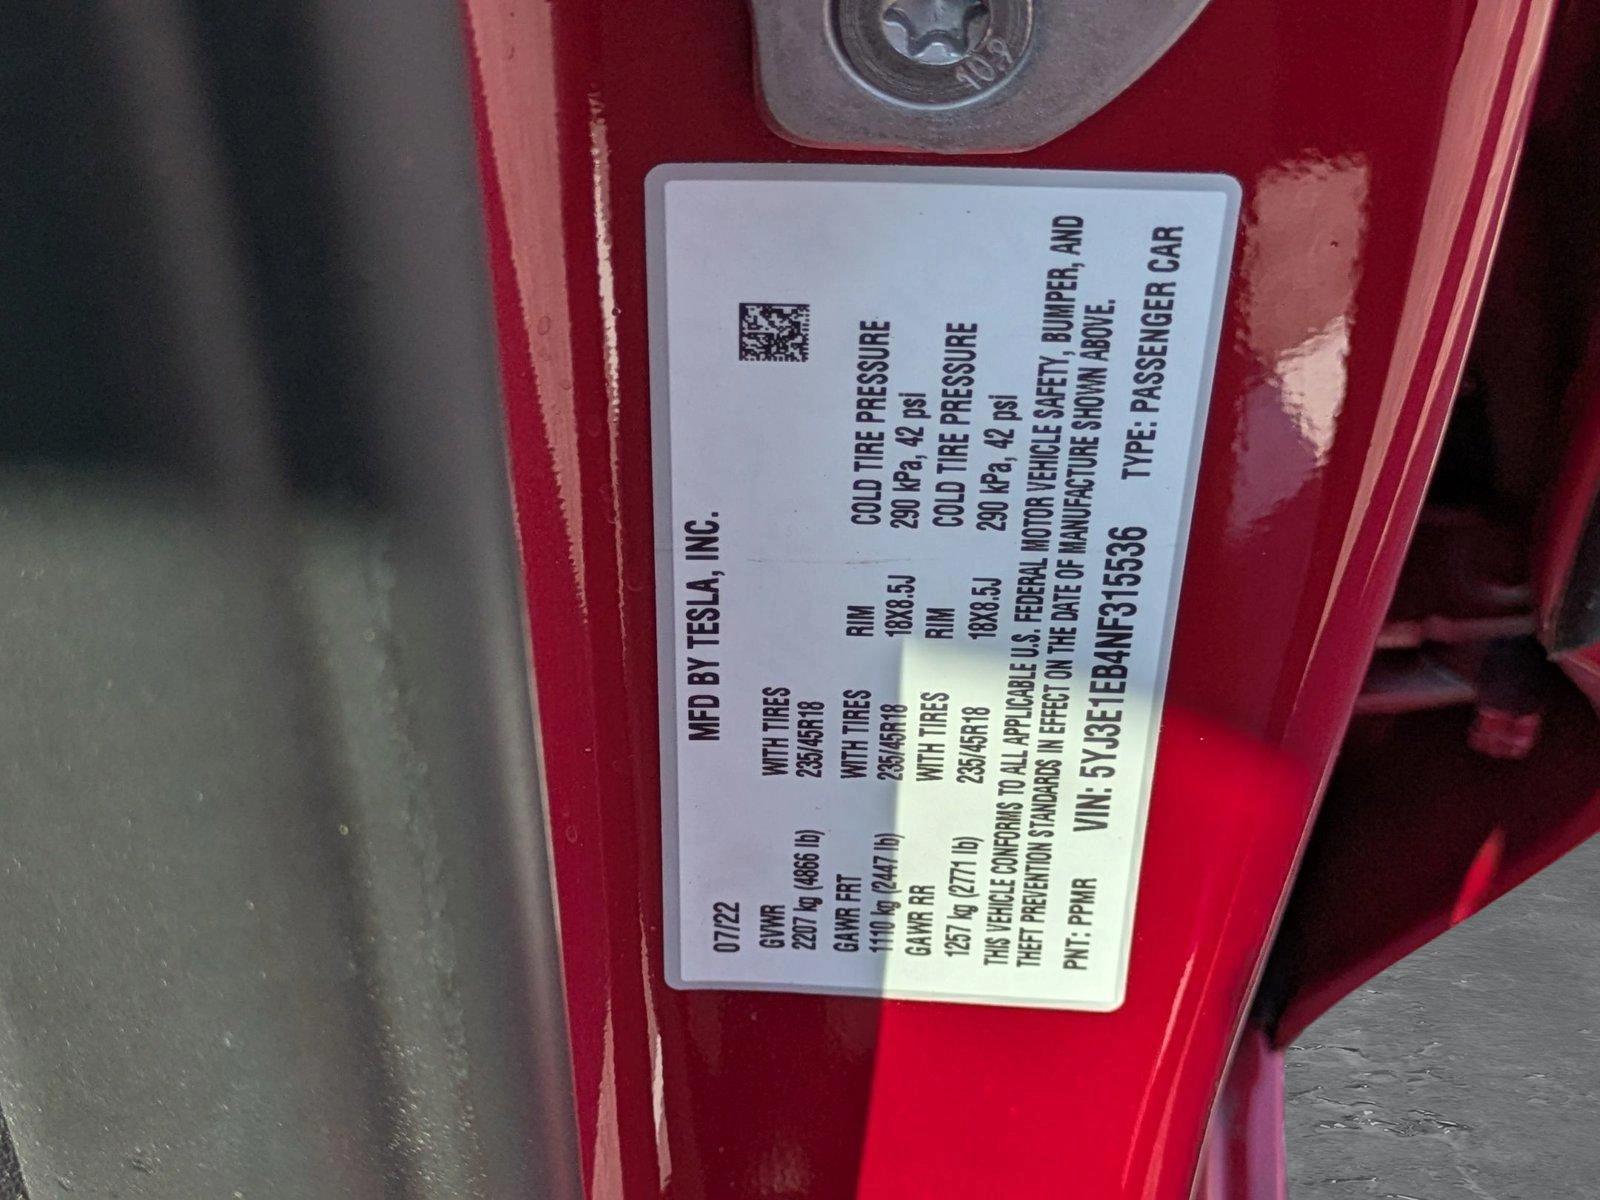 10.9
MFD BY TESLA, INC.
07/22
GVWR WITH TIRES
2207 kg (4866 lb) 235/45R18
GAWR FRT WITH TIRES RIM COLD TIRE PRESSURE
1110 kg (2447 lb) 235/45R18 18X8.5J 290 kPa, 42 psi
GAWR RR WITH TIRES RIM COLD TIRE PRESSURE
1257 kg (2771 lb) 235/45R18 18X8.5J 290 kPa, 42 psi
THIS VEHICLE CONFORMS TO ALL APPLICABLE U.S. FEDERAL MOTOR VEHICLE SAFETY, BUMPER, AND
THEFT PREVENTION STANDARDS IN EFFECT ON THE DATE OF MANUFACTURE SHOWN ABOVE.
PNT: PPMR VIN: 5YJ3E1EB4NF315536 TYPE: PASSENGER CAR